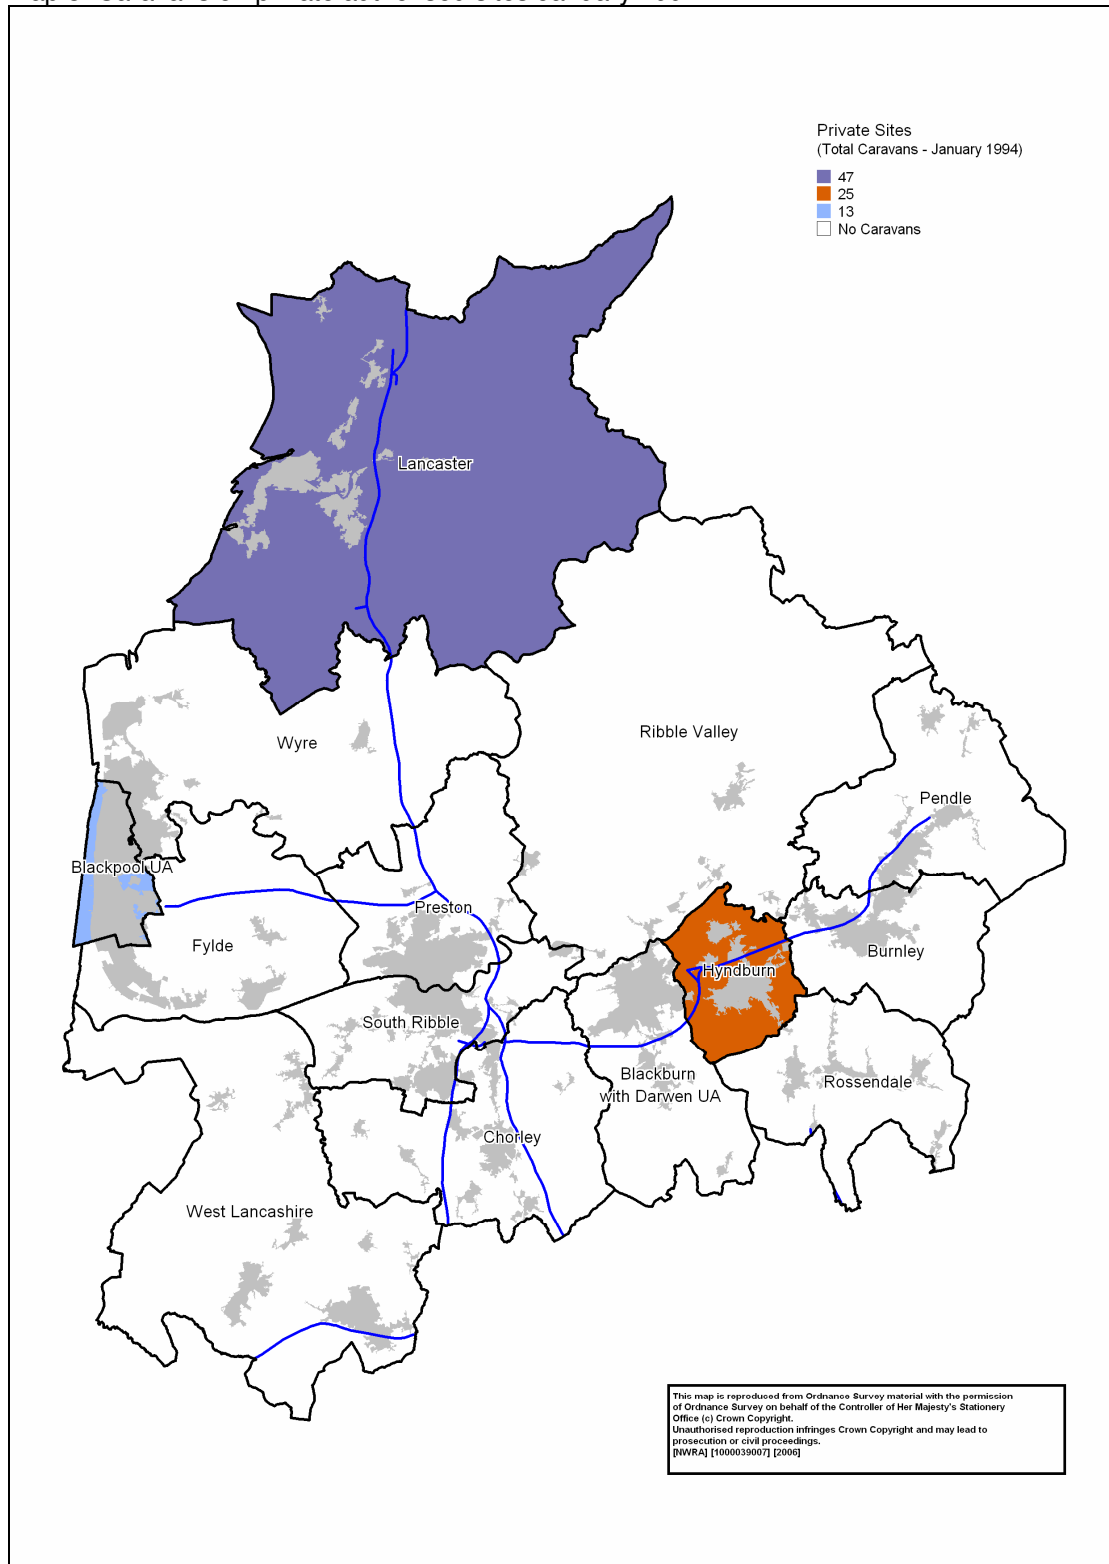 Private Sites
(Total Caravans - January 1994)
47
25
13
No Caravans
Lancaster
Wyre
Ribble Valley
Pendle
Blackpool UA
Preston
Fylde
Burnley
Hyndburn
South Ribble
Blackburn
with Darwen UA
Rossendale
Chorley
West Lancashire
This map is reproduced from Ordnance Survey material with the permission
of Ordnance Survey on behalf of the Controller of Her Majesty's Stationery
Office (c) Crown Copyright.
Unauthorised reproduction infringes Crown Copyright and may lead to
prosecution or civil proceedings.
[NWRA] [1000039007] [2006]